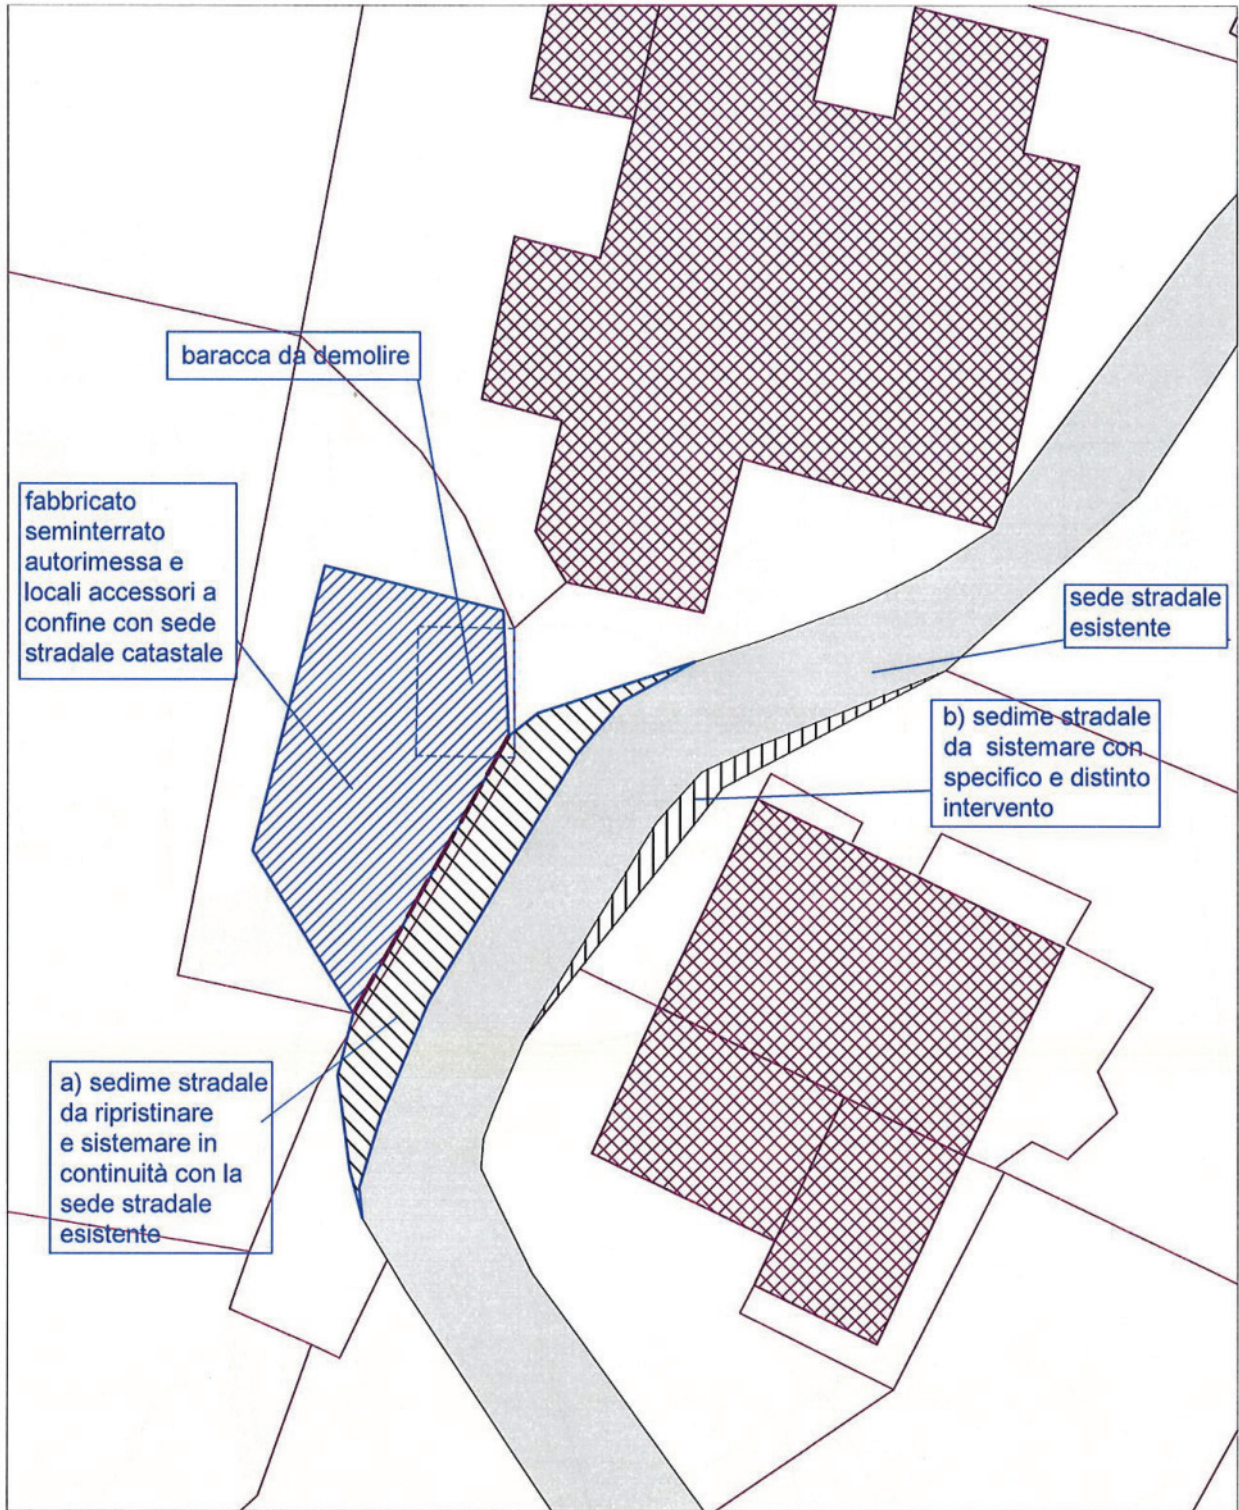 baracca da demolire
fabbricato
seminterrato
autorimessa e
locali accessori a
confine con sede
stradale catastale
sede stradale
esistente
b) sedime stradale
da sistemare con
specifico e distinto
intervento
a) sedime stradale
da ripristinare
e sistemare in
continuità con la
sede stradale
esistente